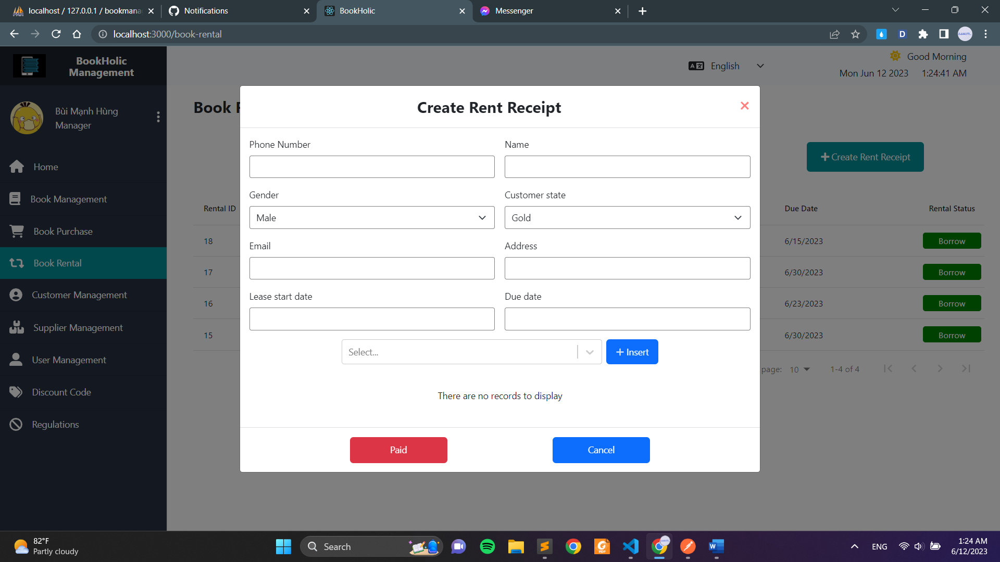 localhost / 127.0.0.1 / bookmana
Notifications
BookHolic
Messenger
localhost:3000/book-rental
BookHolic
Management
English
Good Morning
Mon Jun 12 2023 1:24:41 AM
Bùi Mạnh Hùng
Manager
Home
Book Management
Book Purchase
Book Rental
Customer Management
Supplier Management
User Management
Discount Code
Regulations
Book
Create Rent Receipt
Rental ID
Due Date
Rental Status
18
6/15/2023
Borrow
17
6/30/2023
Borrow
16
6/23/2023
Borrow
15
6/30/2023
Borrow
page: 10 1-4 of 4
Create Rent Receipt
Phone Number
Name
Gender
Customer state
Male
Gold
Email
Address
Lease start date
Due date
Select...
Insert
There are no records to display
Paid
Cancel
82°F
Partly cloudy
Search
ENG
1:24 AM
6/12/2023